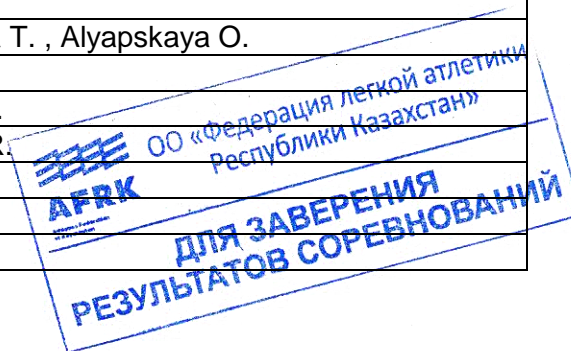 T. , Alyapskaya O.
R.
ОО «Федерация легкой атлетики
Республики Казахстан»
AFRK
ДЛЯ ЗАВЕРЕНИЯ
РЕЗУЛЬТАТОВ СОРЕВНОВАНИЙ